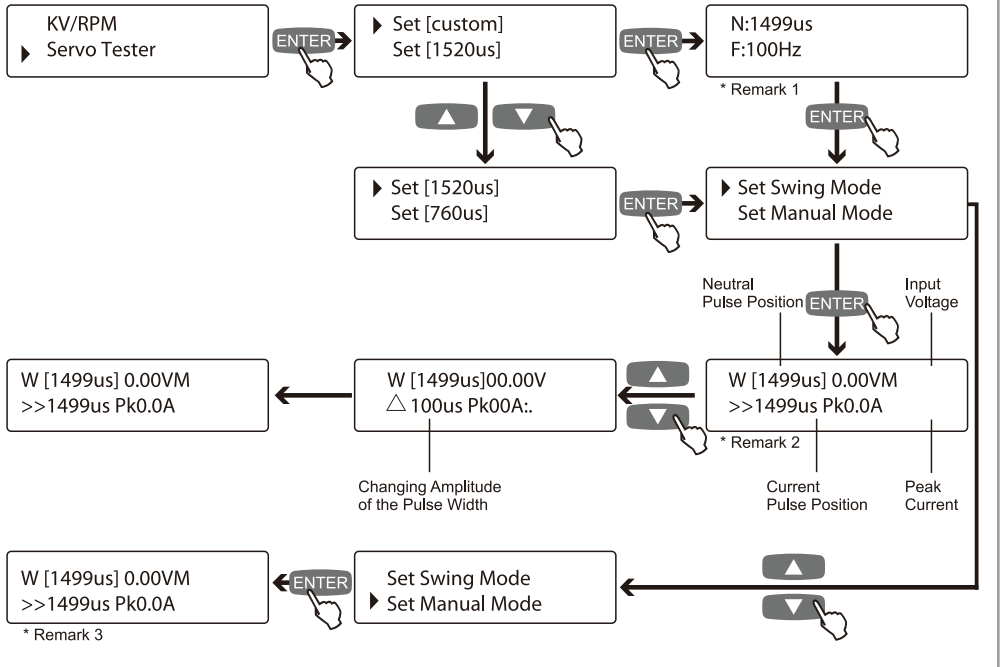 KV/RPM
Servo Tester
ENTER
Set [custom]
Set [1520us]
ENTER
N:1499us
F:100Hz
* Remark 1
ENTER
Set [1520us]
Set [760us]
ENTER
Set Swing Mode
Set Manual Mode
Neutral
Pulse Position
ENTER
Input
Voltage
W [1499us] 0.00VM
>>1499us Pk0.0A
W [1499us]00.00V
△ 100us Pk00A:.
W [1499us] 0.00VM
>>1499us Pk0.0A
* Remark 2
Changing Amplitude
of the Pulse Width
Current
Pulse Position
Peak
Current
W [1499us] 0.00VM
>>1499us Pk0.0A
ENTER
Set Swing Mode
Set Manual Mode
* Remark 3